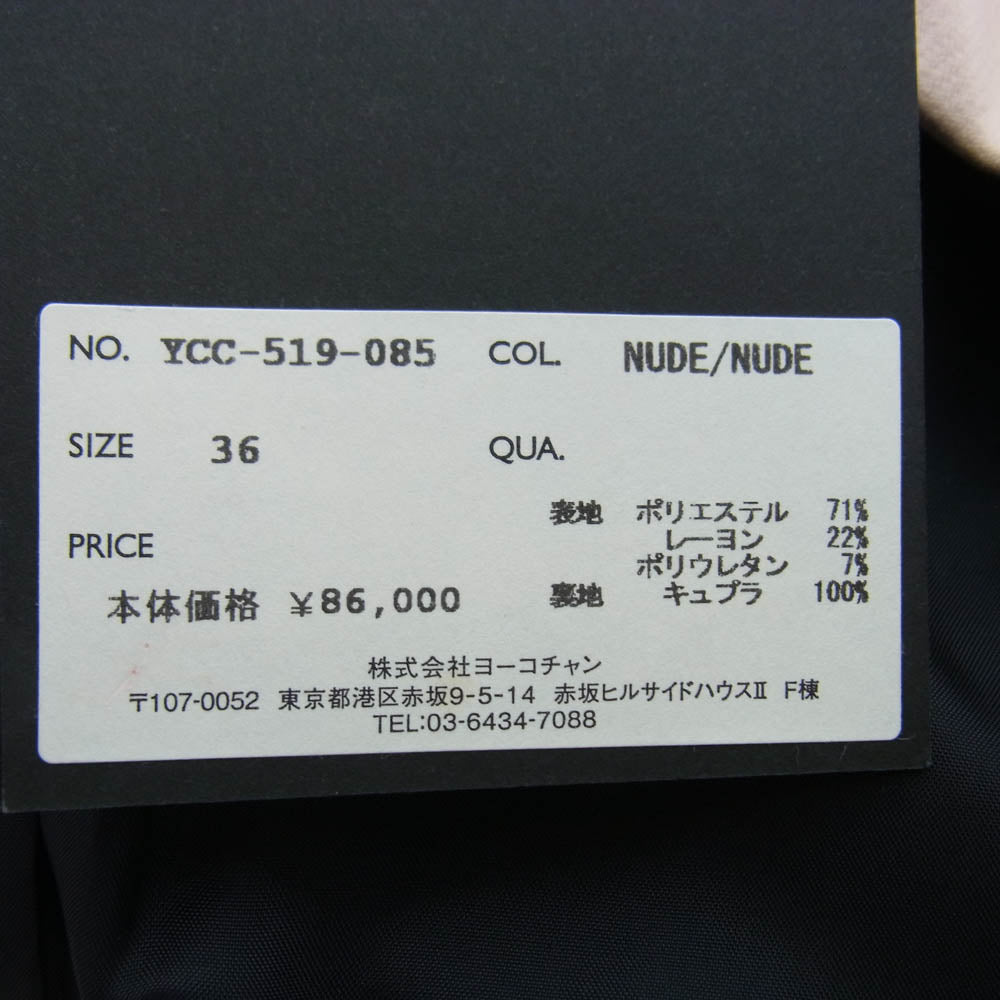 NO. YCC-519-085 COL. NUDE/NUDE
SIZE 36 QUA.
表地 ポリエステル 71%
レーヨン 22%
PRICE
ポリウレタン 7%
裏地 キュプラ 100%
本体価格 ¥86,000
株式会社ヨーコチャン
〒107-0052 東京都港区赤坂9-5-14 赤坂ヒルサイドハウスⅡ F棟
TEL:03-6434-7088